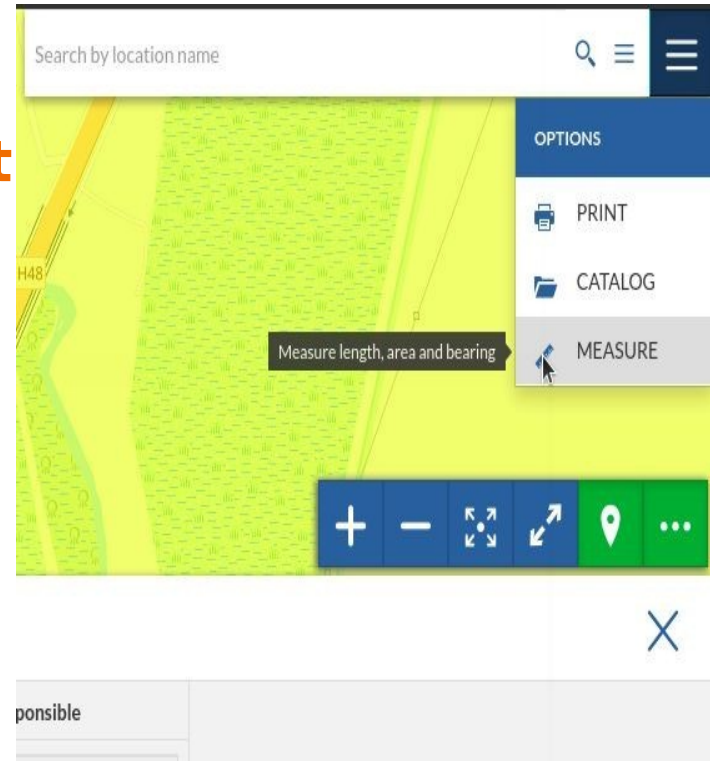 Search by location name
OPTIONS
t
PRINT
H48
CATALOG
Measure length, area and bearing
MEASURE
ponsible